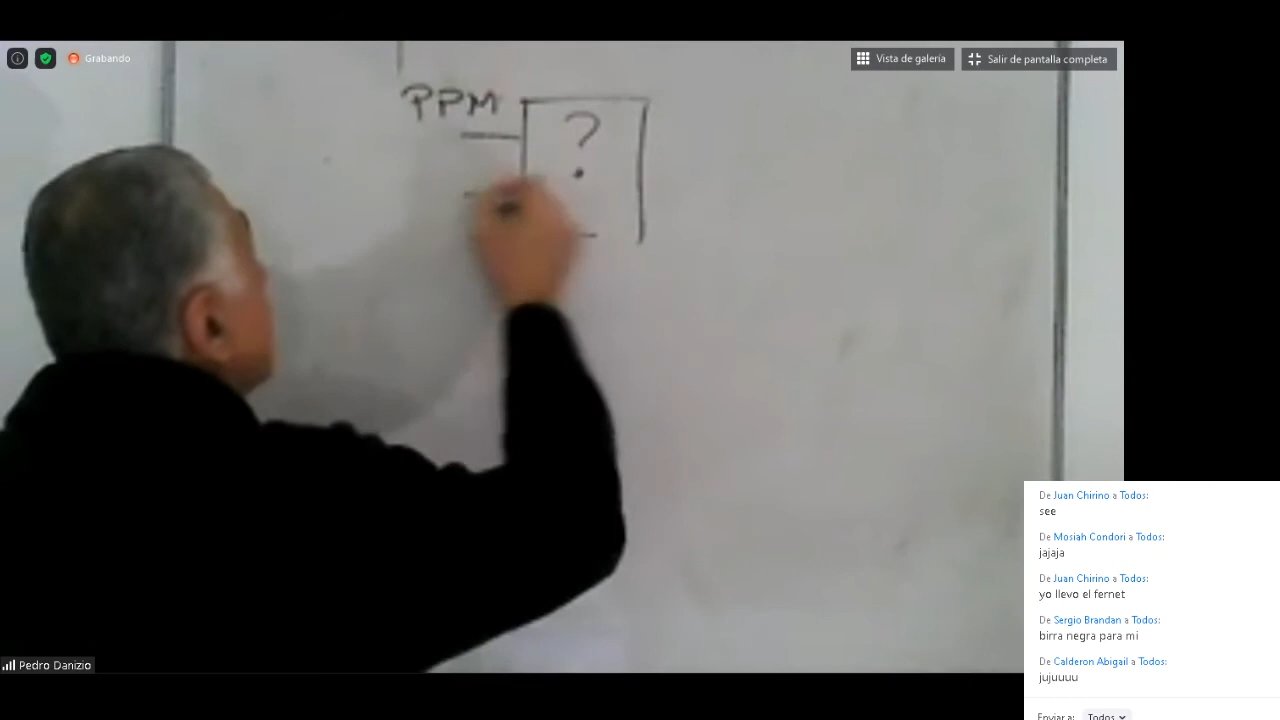 Grabando
Vista de galería
Salir de pantalla completa
PPM
?
De Juan Chirino a Todos:
see
De Mosiah Condori a Todos:
jajaja
De Juan Chirino a Todos:
yo llevo el fernet
De Sergio Brandan a Todos:
birra negra para mi
De Calderon Abigail a Todos:
jujuuuu
Pedro Danizio
Enviar a: Todos